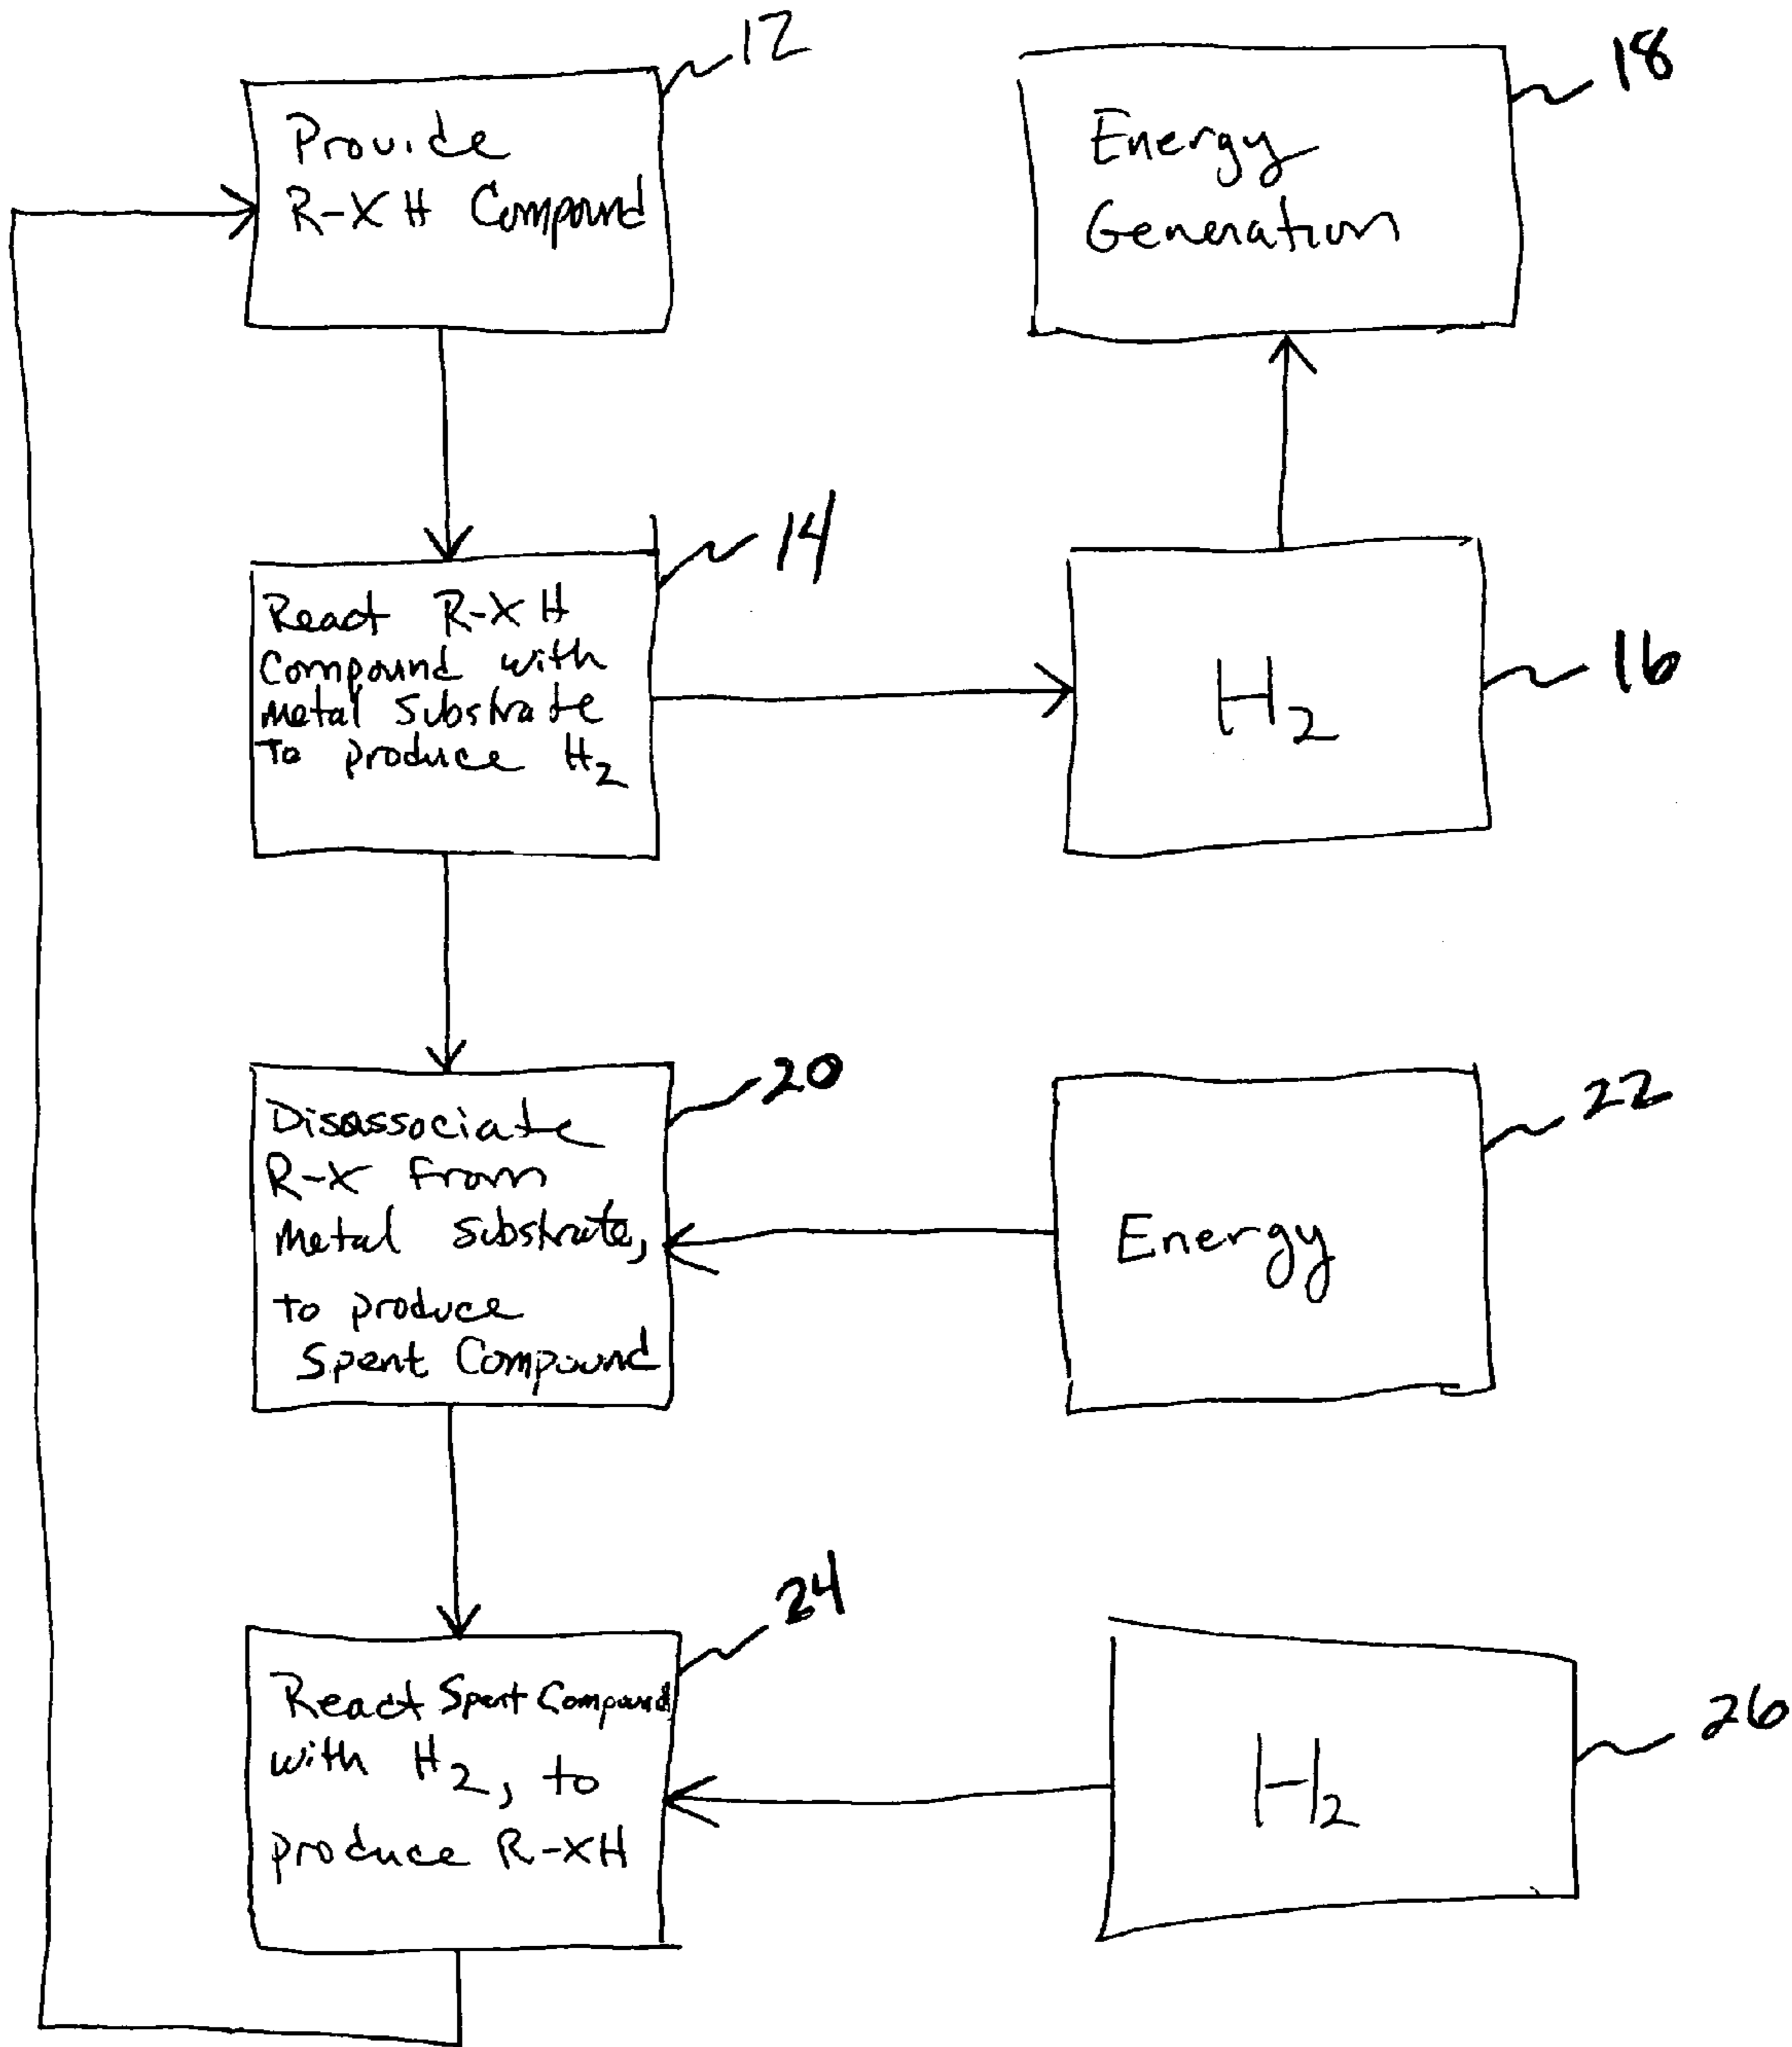 12
Provide
R-XH Compound
18
Energy
Generation
14
React R-XH
Compound with
Metal Substrate
To produce H2
16
H2
20
Disassociate
R-X from
Metal Substrate,
to produce
Spent Compound
22
Energy
24
React Spent Compound
with H2, to
produce R-XH
26
H2